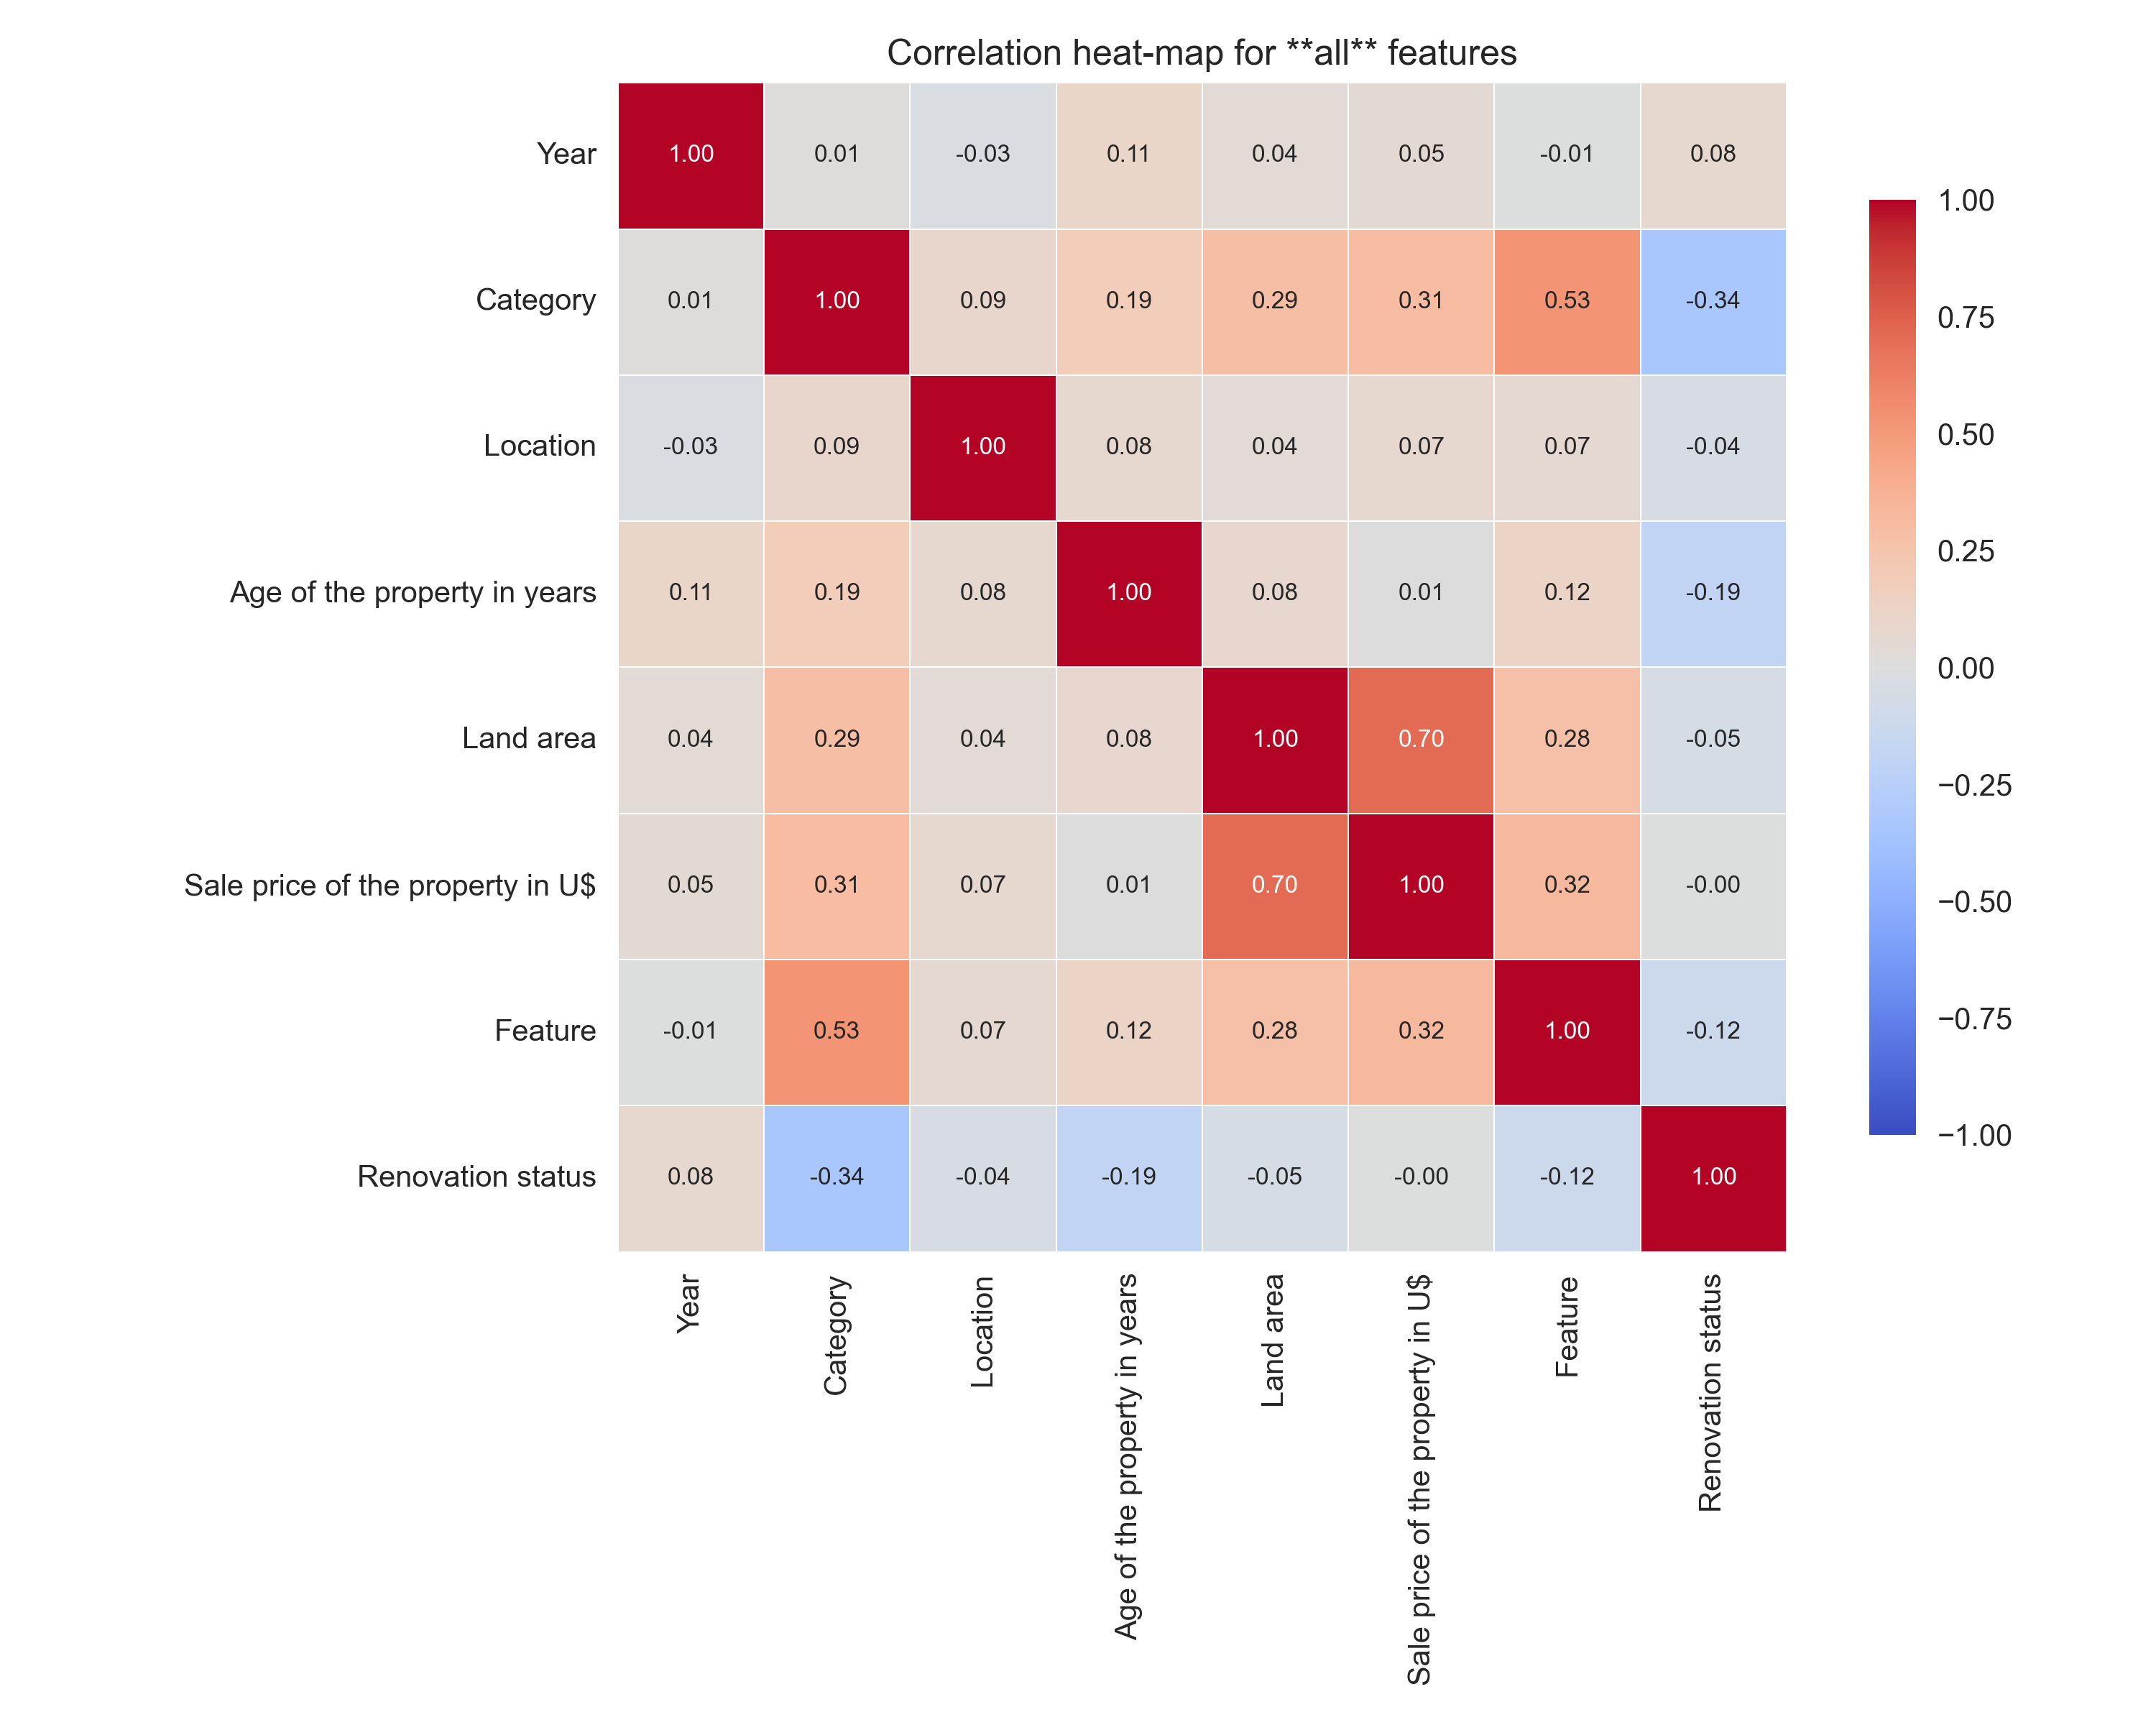 Correlation heat-map for **all** features
Year 1.00 0.01 -0.03 0.11 0.04 0.05 -0.01 0.08
Category 0.01 1.00 0.09 0.19 0.29 0.31 0.53 -0.34
Location -0.03 0.09 1.00 0.08 0.04 0.07 0.07 -0.04
Age of the property in years 0.11 0.19 0.08 1.00 0.08 0.01 0.12 -0.19
Land area 0.04 0.29 0.04 0.08 1.00 0.70 0.28 -0.05
Sale price of the property in U$ 0.05 0.31 0.07 0.01 0.70 1.00 0.32 -0.00
Feature -0.01 0.53 0.07 0.12 0.28 0.32 1.00 -0.12
Renovation status 0.08 -0.34 -0.04 -0.19 -0.05 -0.00 -0.12 1.00
Year
Category
Location
Age of the property in years
Land area
Sale price of the property in U$
Feature
Renovation status
1.00
0.75
0.50
0.25
0.00
−0.25
−0.50
−0.75
−1.00